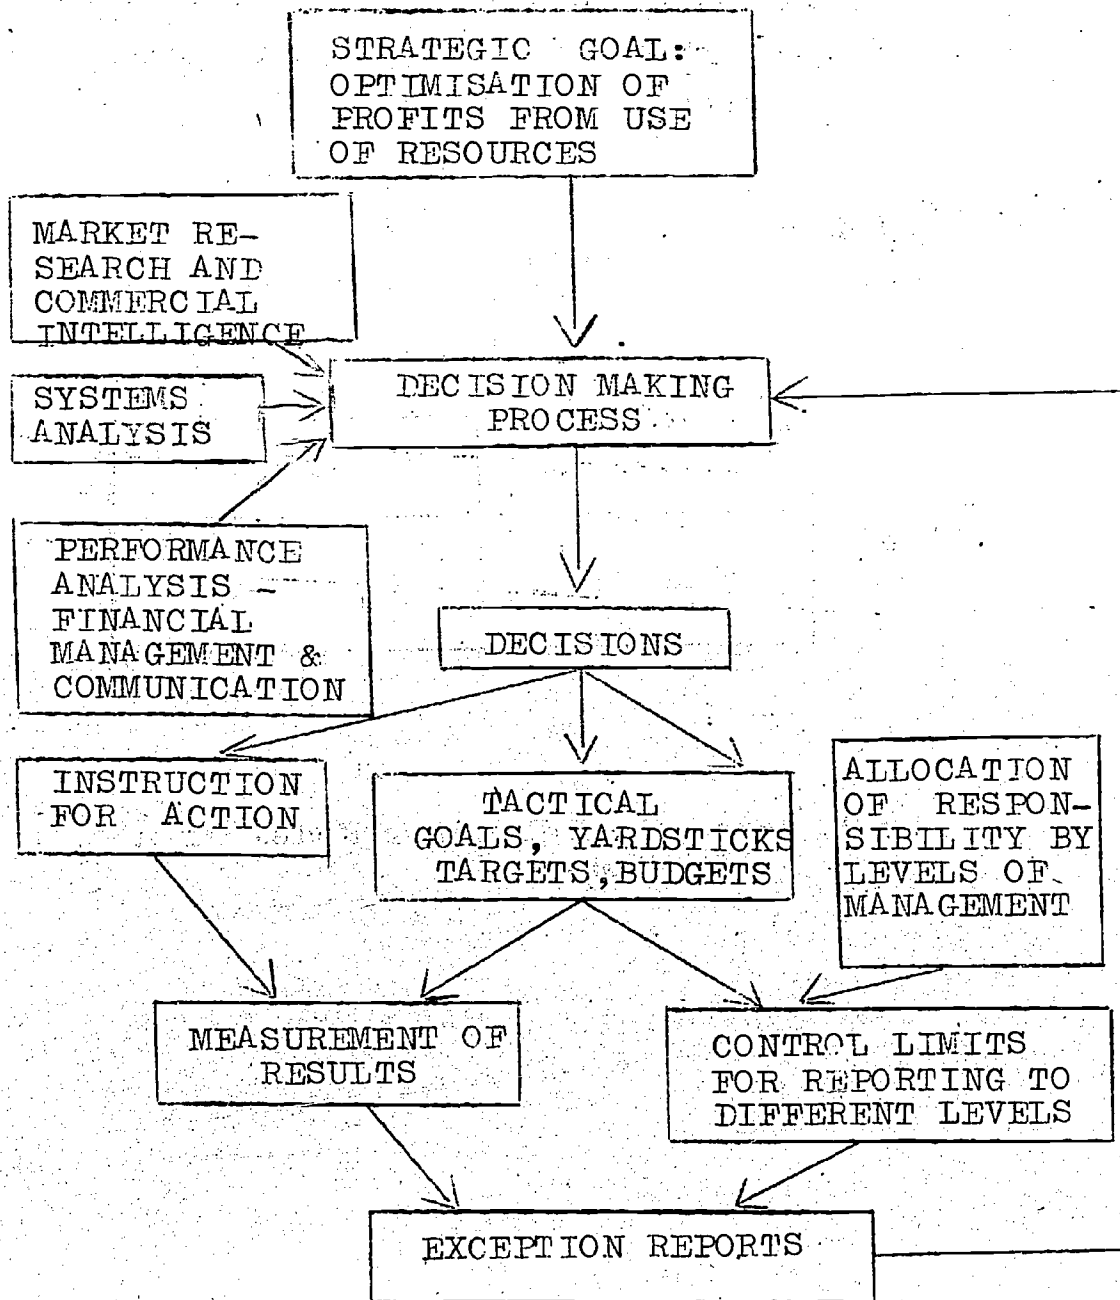 STRATEGIC GOAL:
OPTIMISATION OF
PROFITS FROM USE
OF RESOURCES
MARKET RE-
SEARCH AND
COMMERCIAL
INTELLIGENCE
DECISION MAKING
PROCESS
SYSTEMS
ANALYSIS
PERFORMANCE
ANALYSIS -
FINANCIAL
MANAGEMENT &
COMMUNICATION
DECISIONS
INSTRUCTION
FOR ACTION
TACTICAL
GOALS, YARDSTICKS
TARGETS, BUDGETS
ALLOCATION
OF RESPON-
SIBILITY BY
LEVELS OF
MANAGEMENT
MEASUREMENT OF
RESULTS
CONTROL LIMITS
FOR REPORTING TO
DIFFERENT LEVELS
EXCEPTION REPORTS